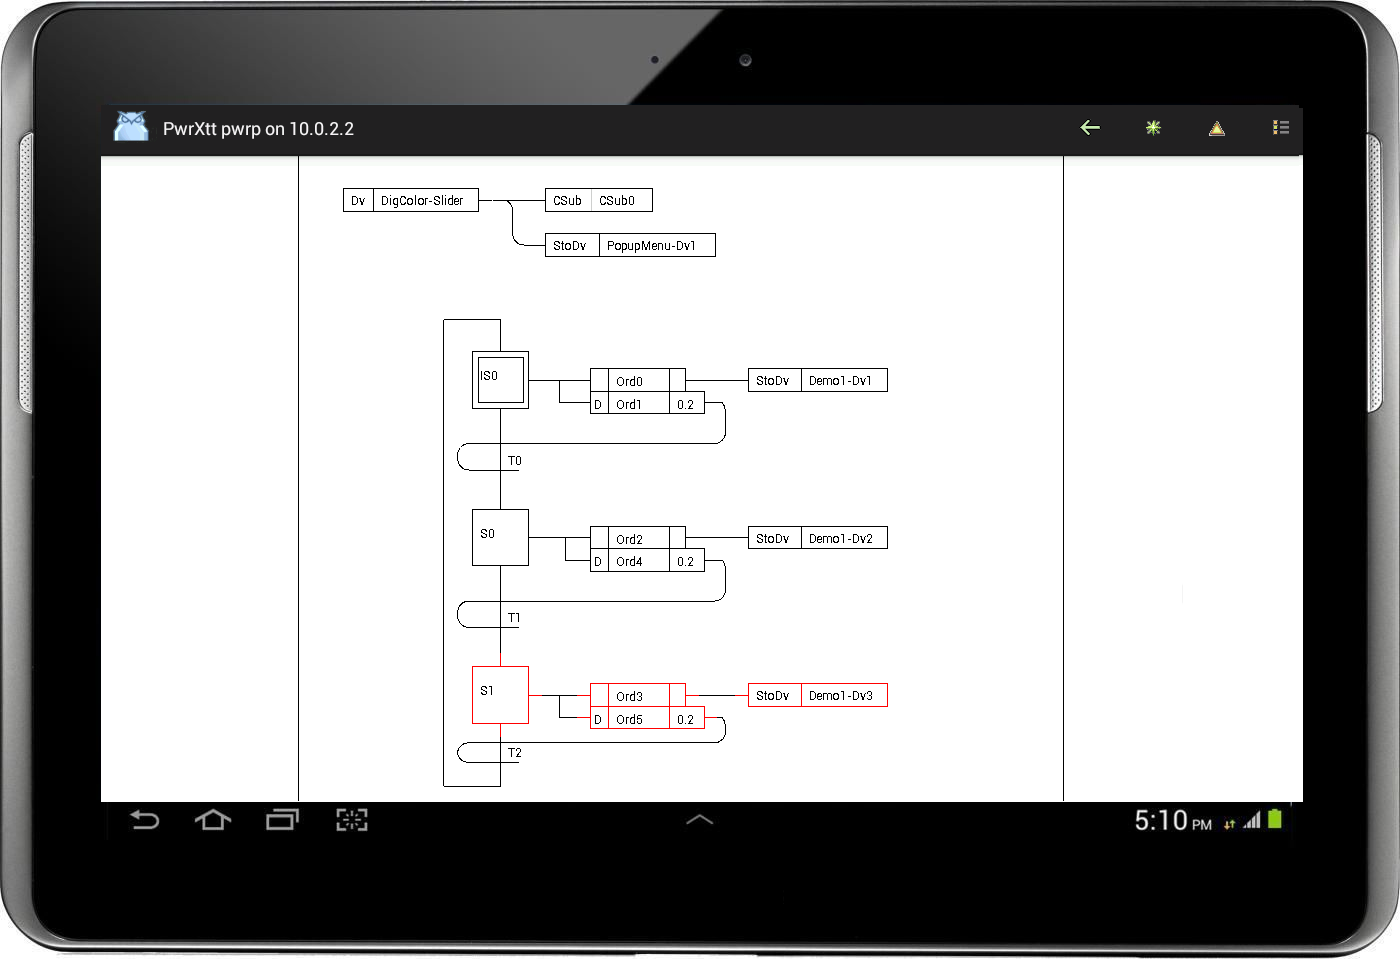 PwrXtt pwrp on 10.0.2.2
Dv DigColor-Slider CSub CSub0
StoDv PopupMenu-Dv1
IS0 Ord0 StoDv Demo1-Dv1
D Ord1 0.2
T0
S0 Ord2 StoDv Demo1-Dv2
D Ord4 0.2
T1
S1 Ord3 StoDv Demo1-Dv3
D Ord5 0.2
T2
5:10 PM